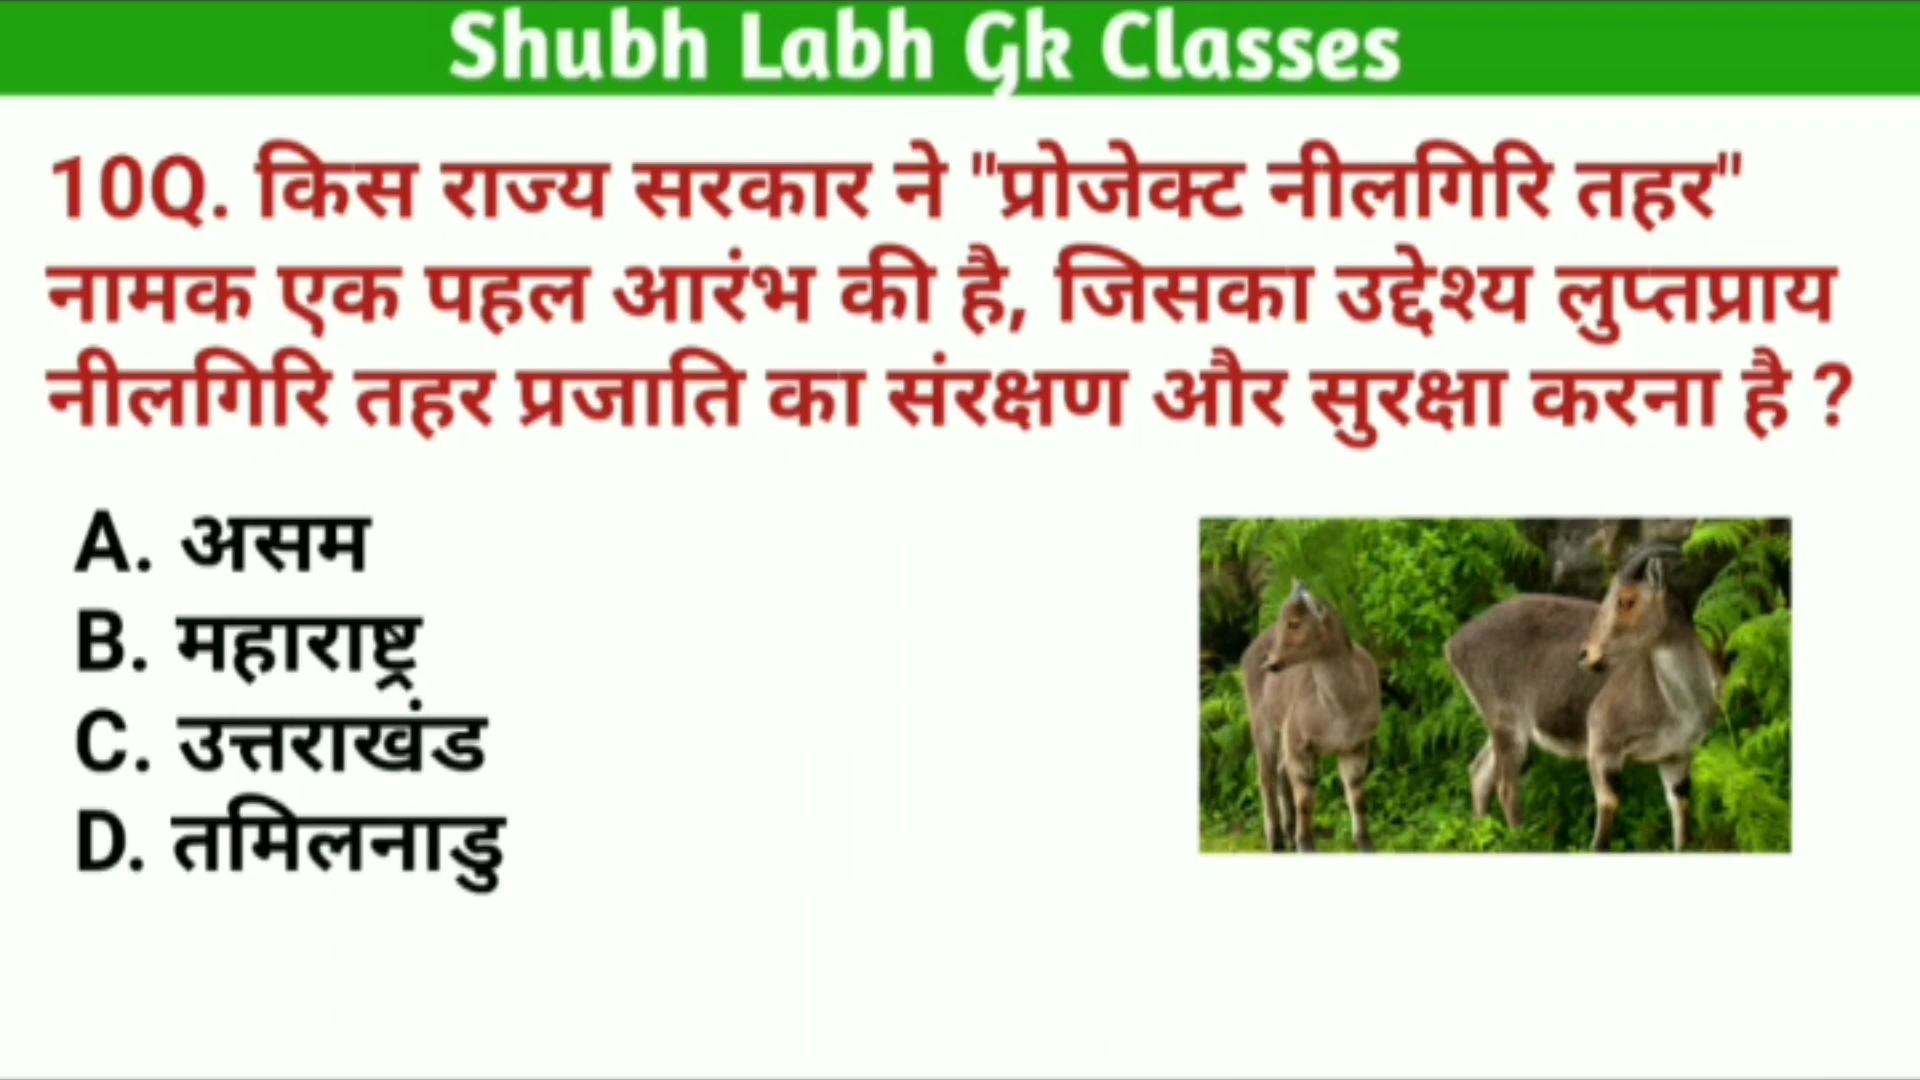 Shubh Labh Gk Classes
10Q. किस राज्य सरकार ने "प्रोजेक्ट नीलगिरि तहर"
नामक एक पहल आरंभ की है, जिसका उद्देश्य लुप्तप्राय
नीलगिरि तहर प्रजाति का संरक्षण और सुरक्षा करना है ?
A. असम
B. महाराष्ट्र
C. उत्तराखंड
D. तमिलनाडु